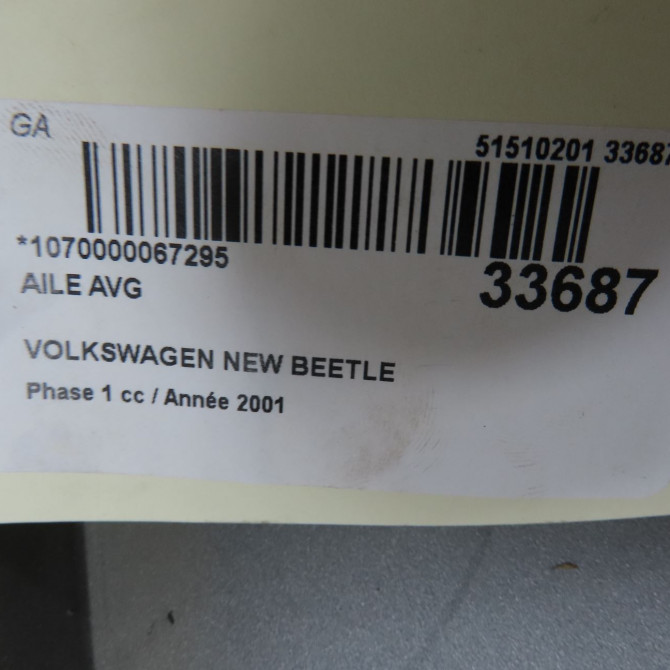 GA
51510201 33687
*1070000067295
33687
AILE AVG
VOLKSWAGEN NEW BEETLE
Phase 1 cc / Année 2001